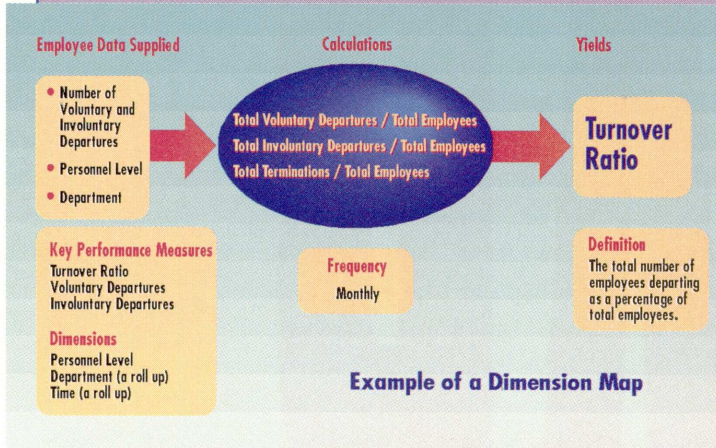 Employee Data Supplied
Calculations
Yields
• Number of
Voluntary and
Involuntary
Departures
• Personnel Level
• Department
Total Voluntary Departures / Total Employees
Total Involuntary Departures / Total Employees
Total Terminations / Total Employees
Turnover
Ratio
Key Performance Measures
Turnover Ratio
Voluntary Departures
Involuntary Departures
Dimensions
Personnel Level
Department (a roll up)
Time (a roll up)
Frequency
Monthly
Definition
The total number of
employees departing
as a percentage of
total employees.
Example of a Dimension Map